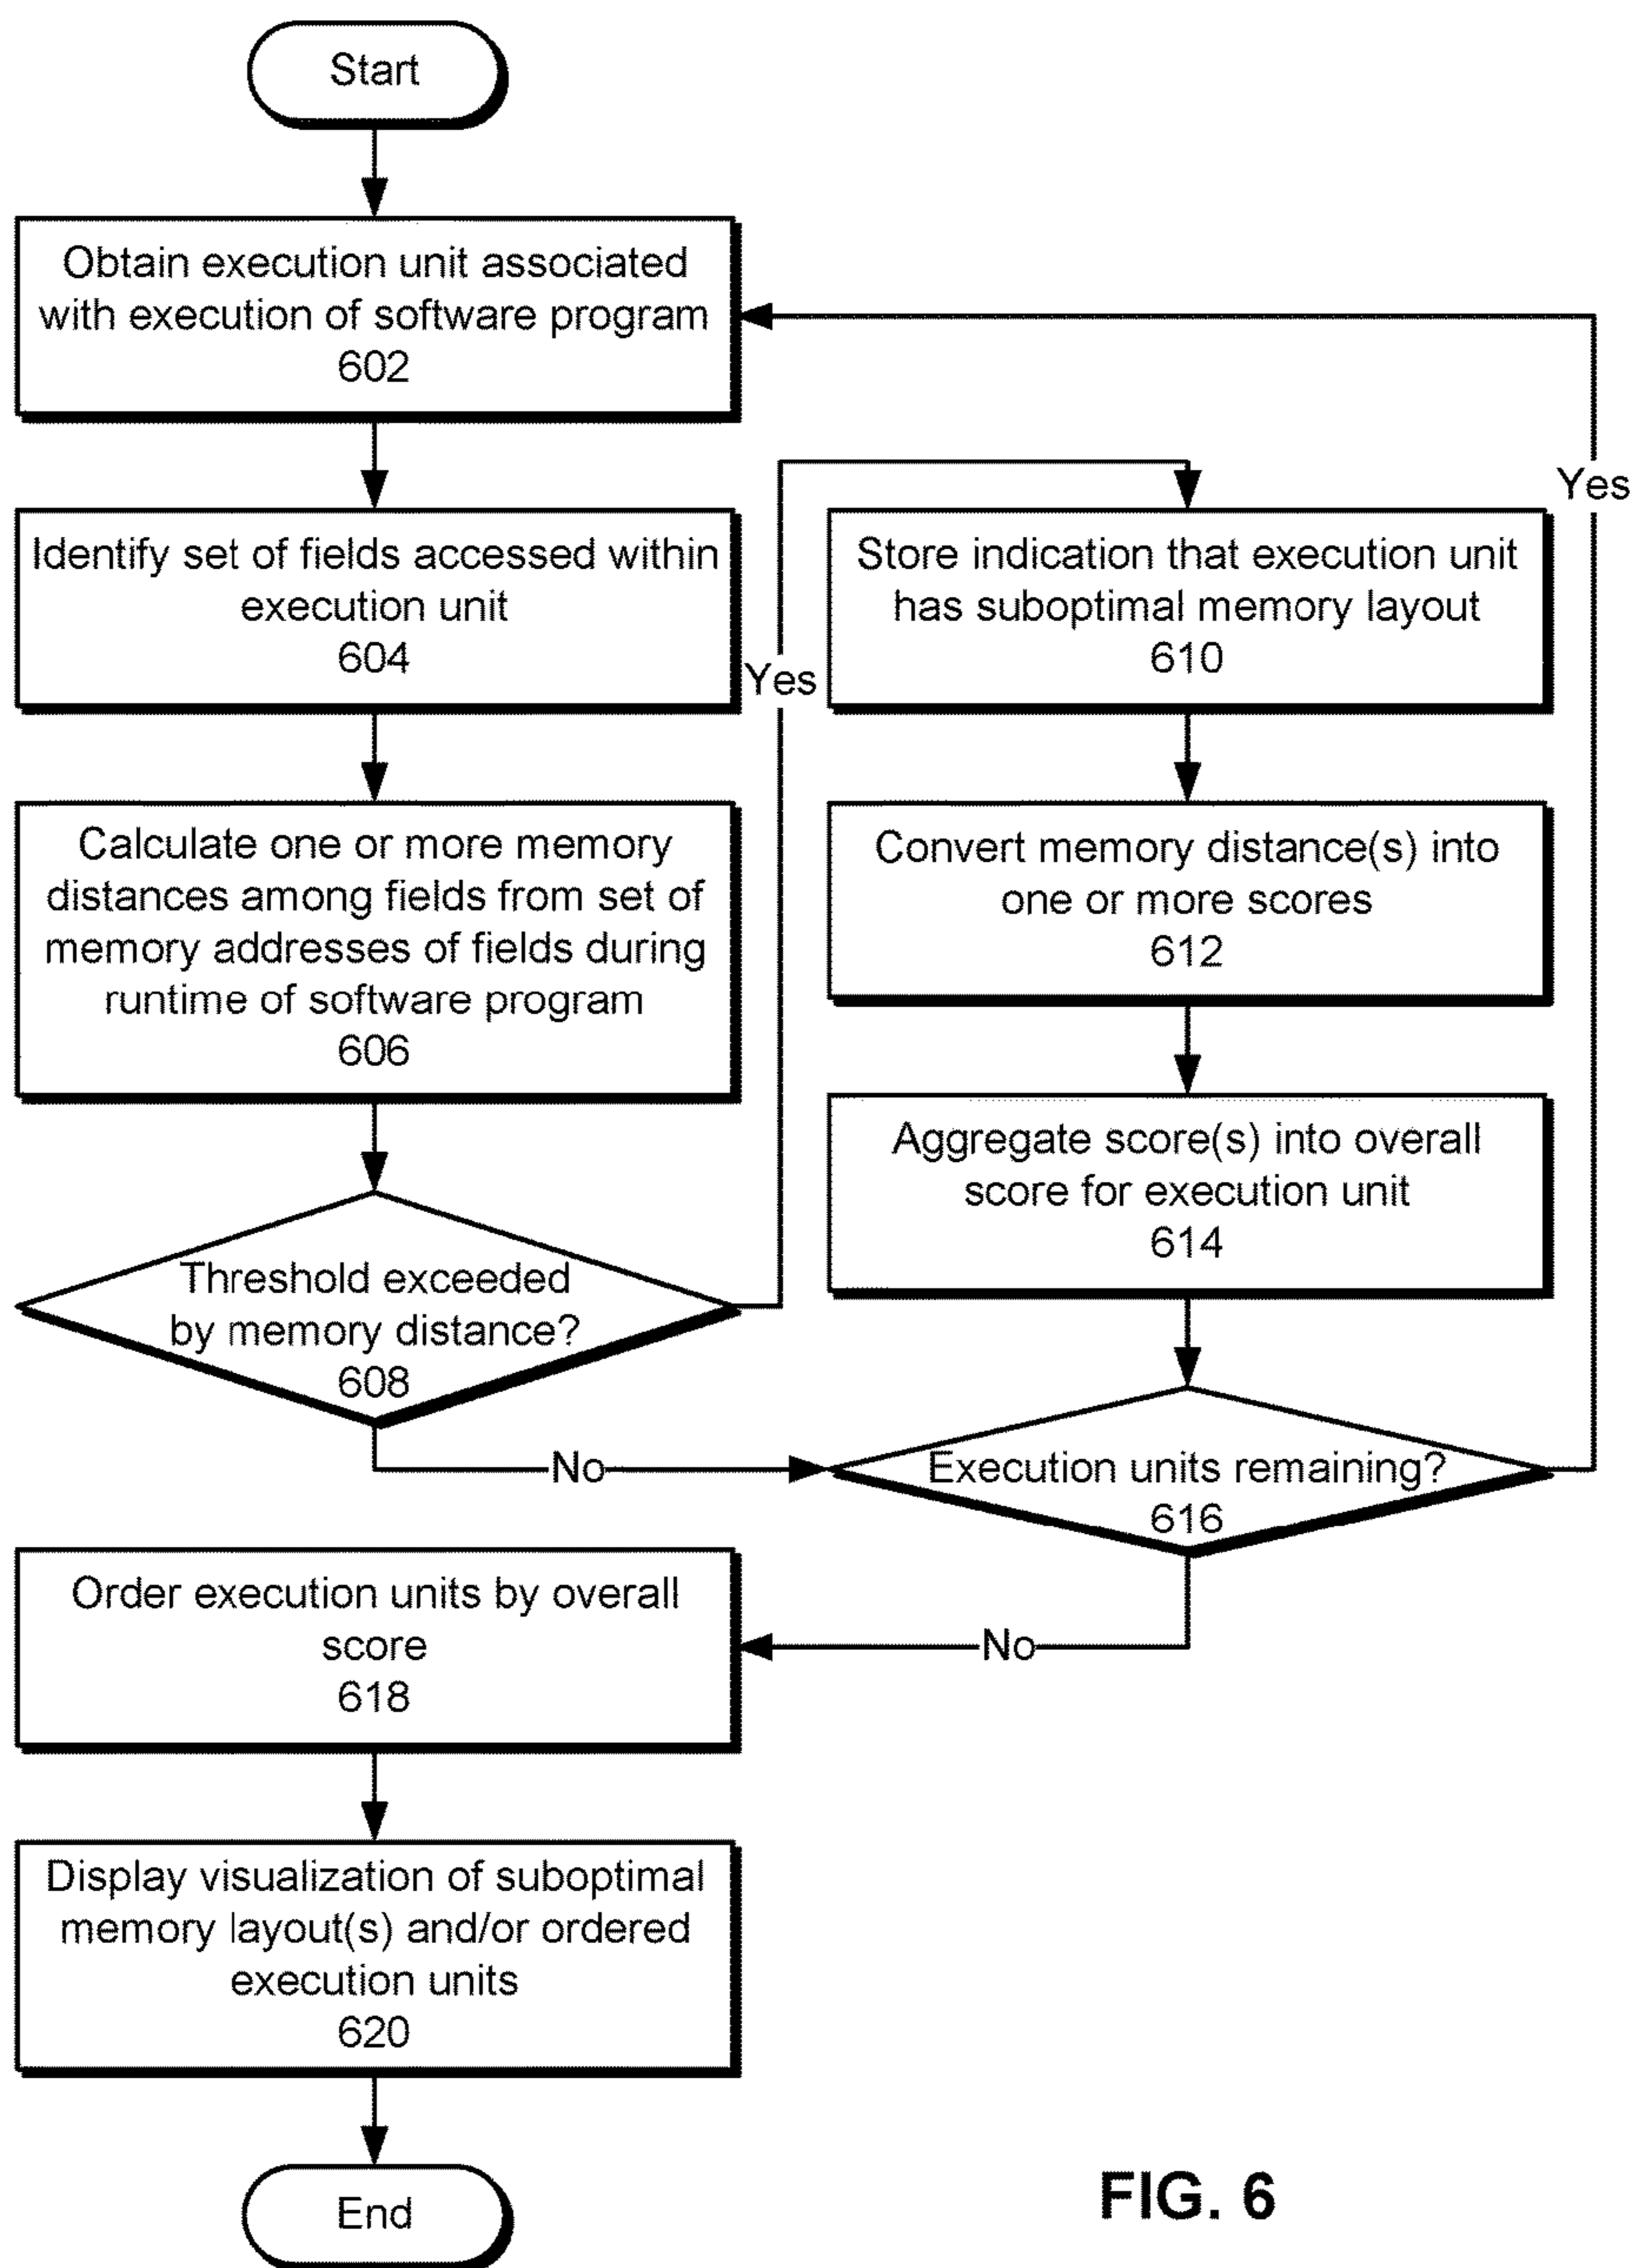 Start
Obtain execution unit associated
with execution of software program
602
Identify set of fields accessed within
execution unit
604
Calculate one or more memory
distances among fields from set of
memory addresses of fields during
runtime of software program
606
Threshold exceeded
by memory distance?
608
Yes
No
Store indication that execution unit
has suboptimal memory layout
610
Convert memory distance(s) into
one or more scores
612
Aggregate score(s) into overall
score for execution unit
614
Execution units remaining?
616
Yes
No
Order execution units by overall
score
618
Display visualization of suboptimal
memory layout(s) and/or ordered
execution units
620
End
FIG. 6